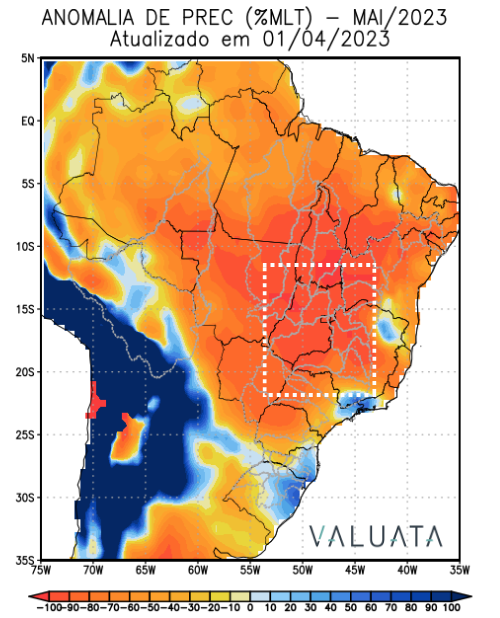 ANOMALIA DE PREC (%MLT) – MAI/2023
Atualizado em 01/04/2023
5N
EQ
5S
10S
15S
20S
25S
30S
35S
75W 70W 65W 60W 55W 50W 45W 40W 35W
VALUATA
-100 -90 -80 -70 -60 -50 -40 -30 -20 -10 0 10 20 30 40 50 60 70 80 90 100